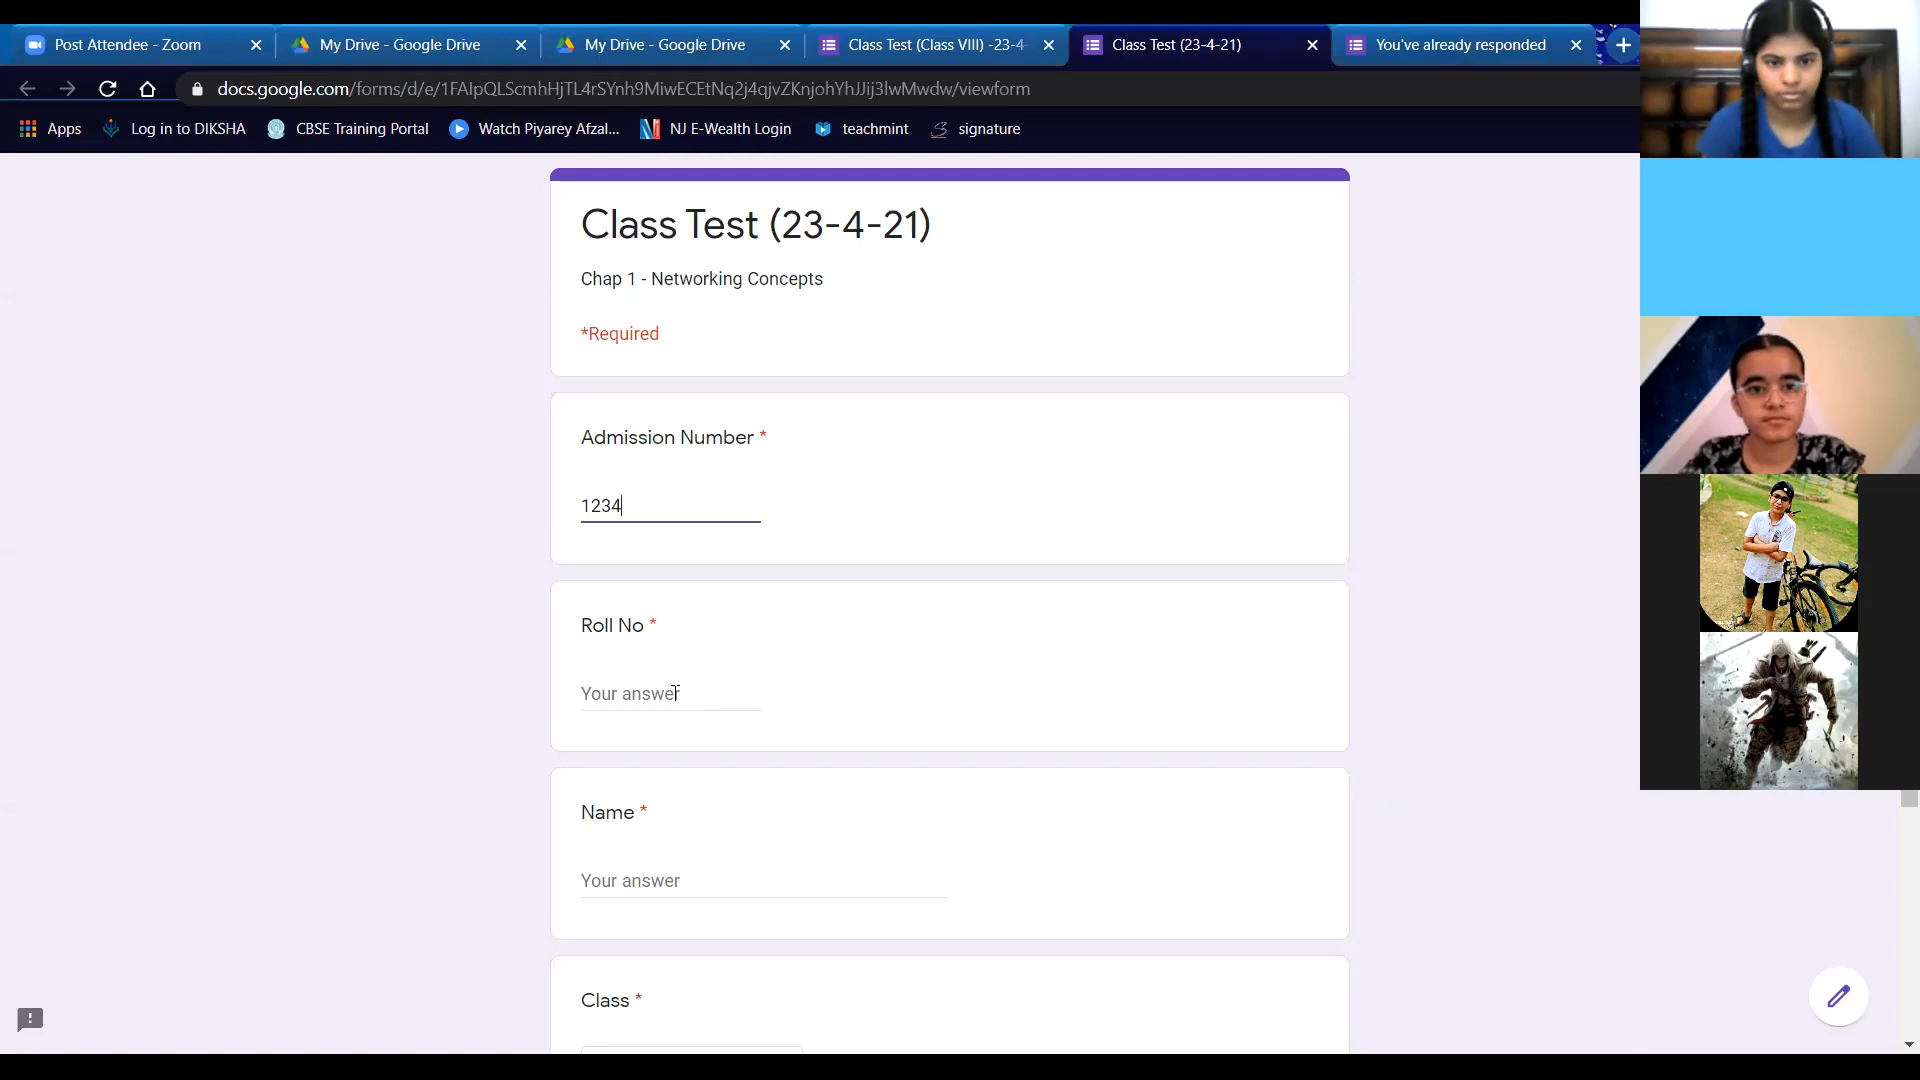 Post Attendee - Zoom
My Drive - Google Drive
My Drive - Google Drive
Class Test (Class VIII) -23-4-
Class Test (23-4-21)
You've already responded
docs.google.com/forms/d/e/1FAIpQLScmhHjTL4rSYnh9MiwECEtNq2j4qjvZKnjohYhJJij3lwMwdw/viewform
Apps
Log in to DIKSHA
CBSE Training Portal
Watch Piyarey Afzal...
NJ E-Wealth Login
teachmint
signature
Class Test (23-4-21)
Chap 1 - Networking Concepts
*Required
Admission Number *
1234
Roll No *
Your answer
Name *
Your answer
Class *